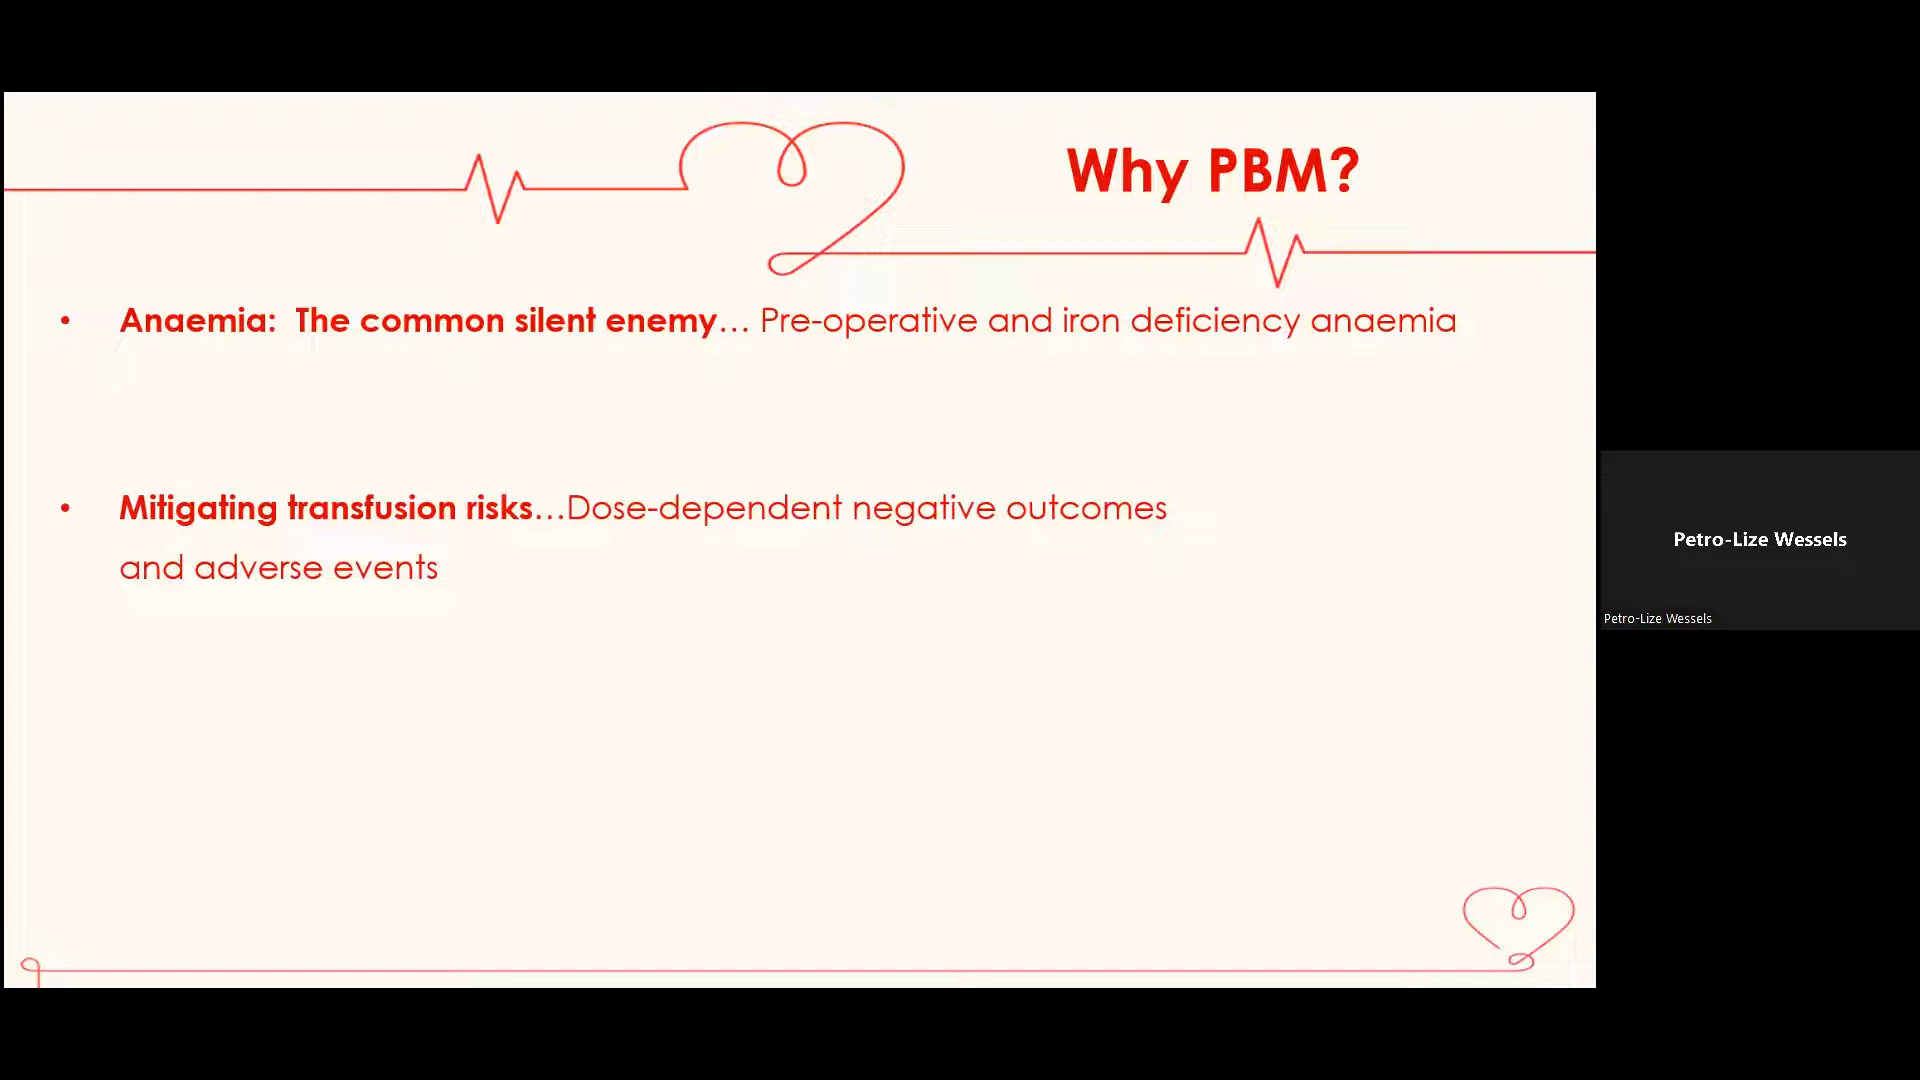 Why PBM?
• Anaemia: The common silent enemy… Pre-operative and iron deficiency anaemia
• Mitigating transfusion risks…Dose-dependent negative outcomes
and adverse events
Petro-Lize Wessels
Petro-Lize Wessels